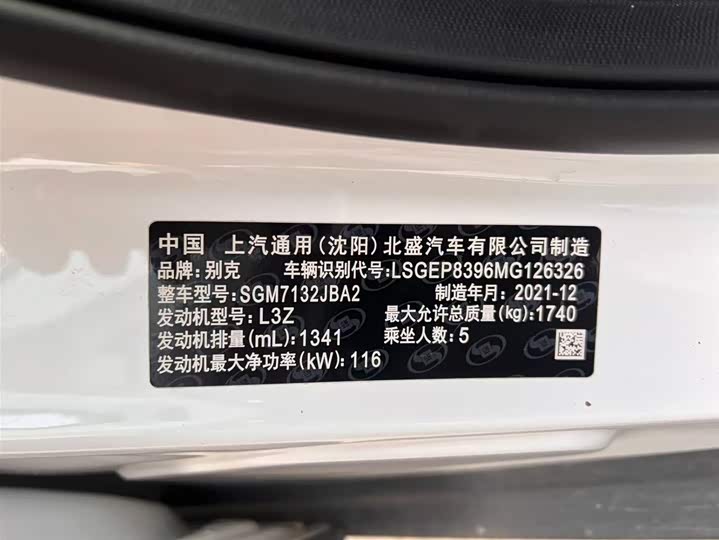 中国 上汽通用(沈阳)北盛汽车有限公司制造
品牌:别克 车辆识别代号:LSGEP8396MG126326
整车型号:SGM7132JBA2 制造年月:2021-12
发动机型号:L3Z 最大允许总质量(kg):1740
发动机排量(mL):1341 乘坐人数:5
发动机最大净功率(kW):116